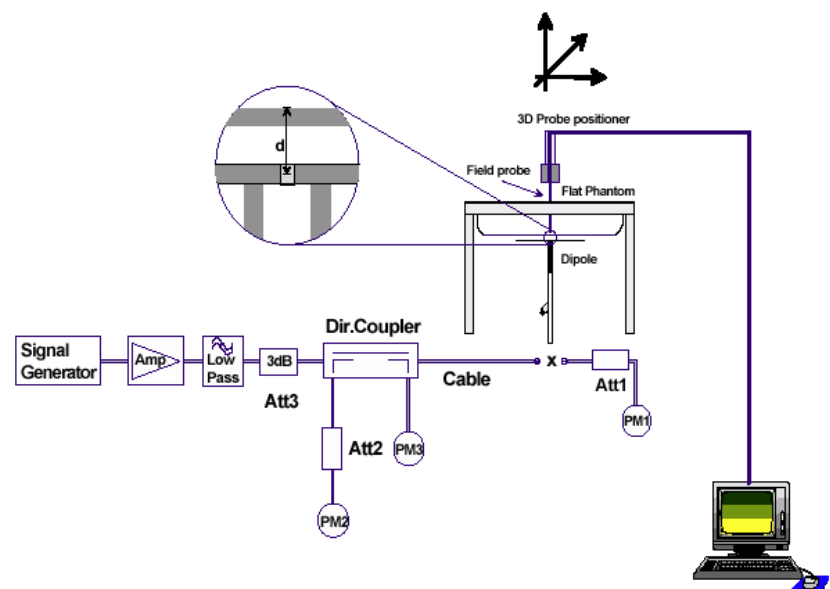 3D Probe positioner
d
Field probe
Flat Phantom
Dipole
Dir.Coupler
Signal
Generator
Amp
Low
Pass
3dB
Cable
x
Att1
Att3
PM1
Att2
PM3
PM2